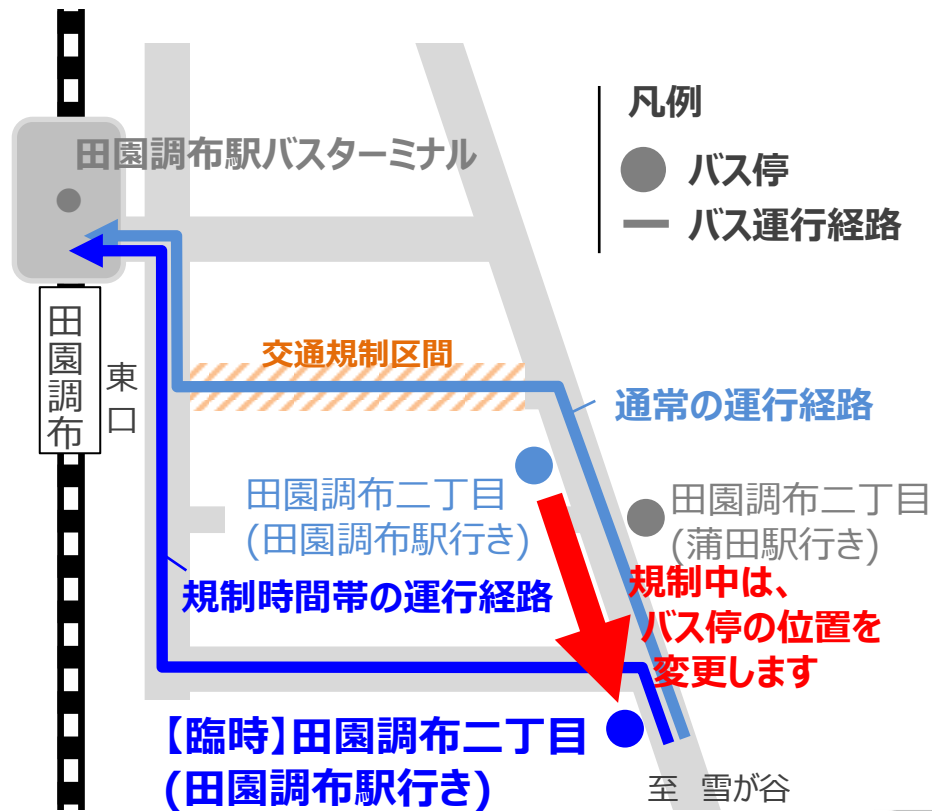 凡例
田園調布駅バスターミナル
バス停
バス運行経路
田園調布
東口
交通規制区間
通常の運行経路
田園調布二丁目
(田園調布駅行き)
田園調布二丁目
(蒲田駅行き)
規制時間帯の運行経路
規制中は、
バス停の位置を
変更します
【臨時】田園調布二丁目
(田園調布駅行き)
至 雪が谷